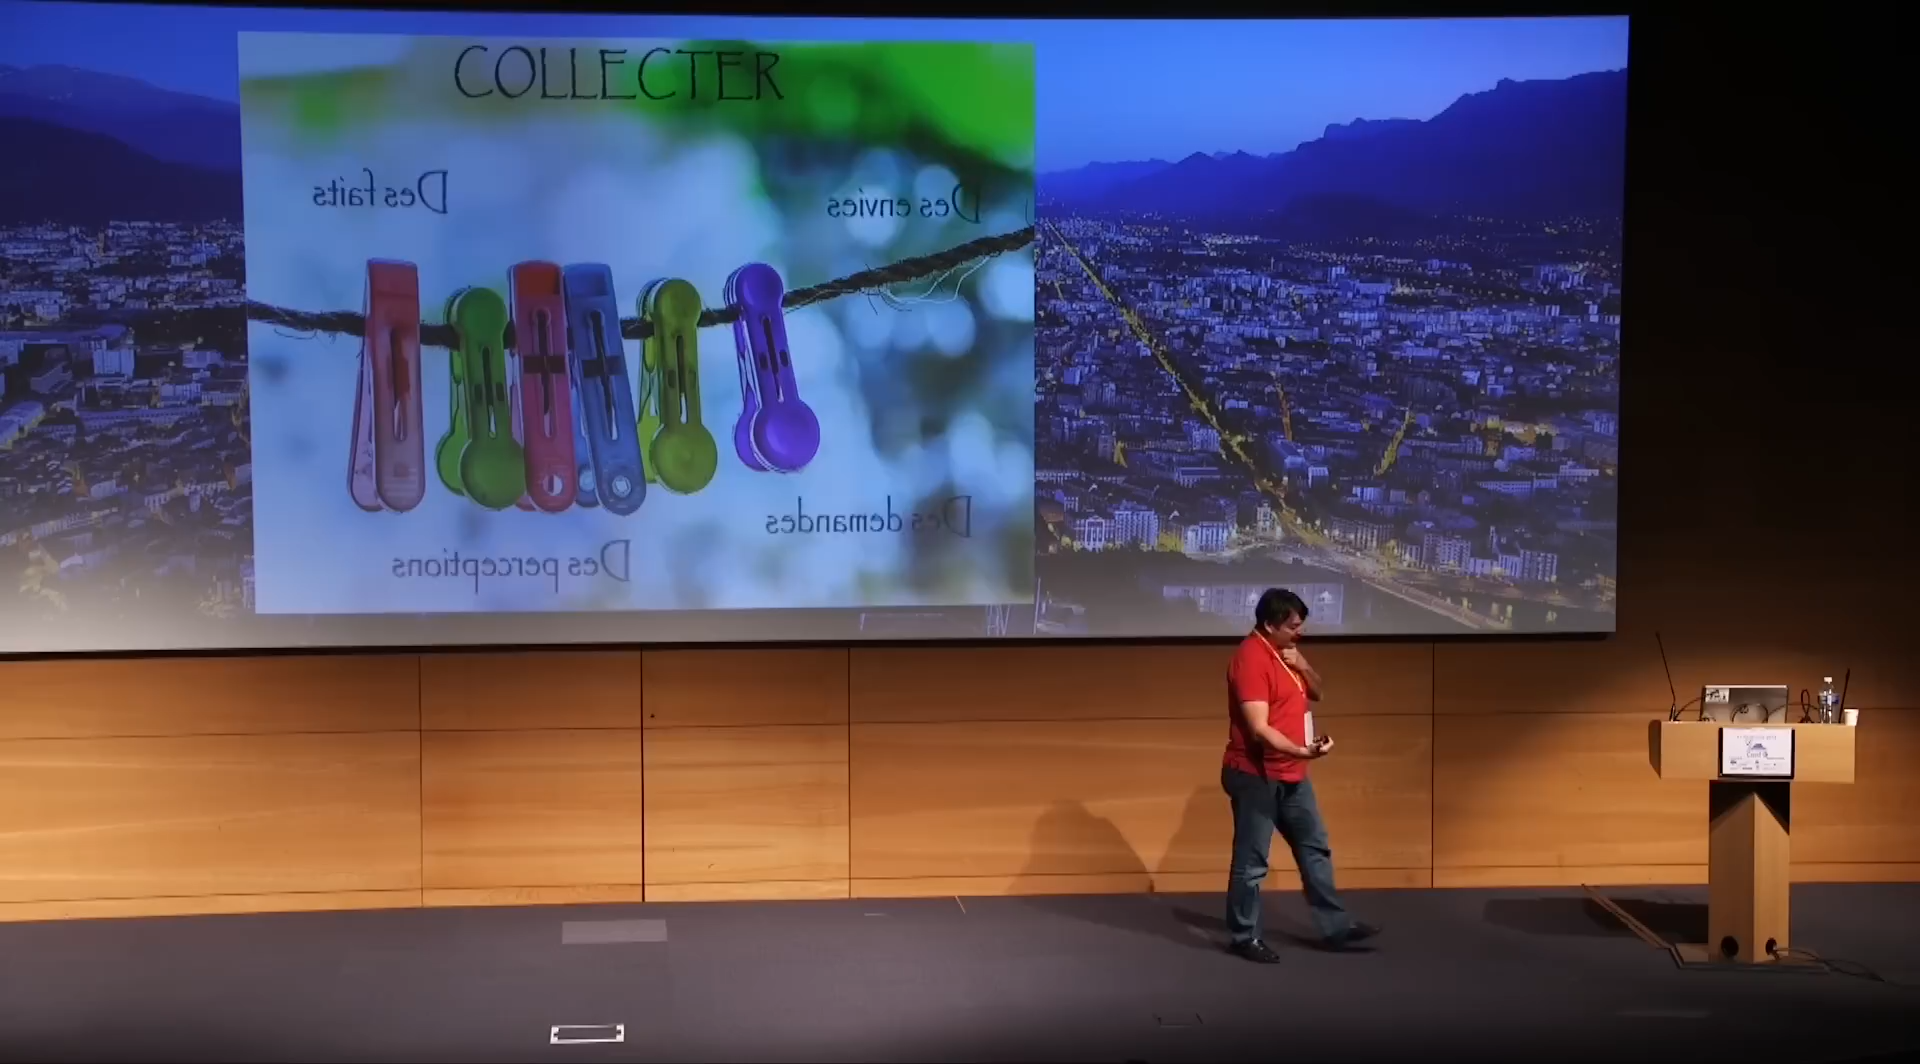 COLLECTER
Des faits
Des envies
Des demandes
Des perceptions